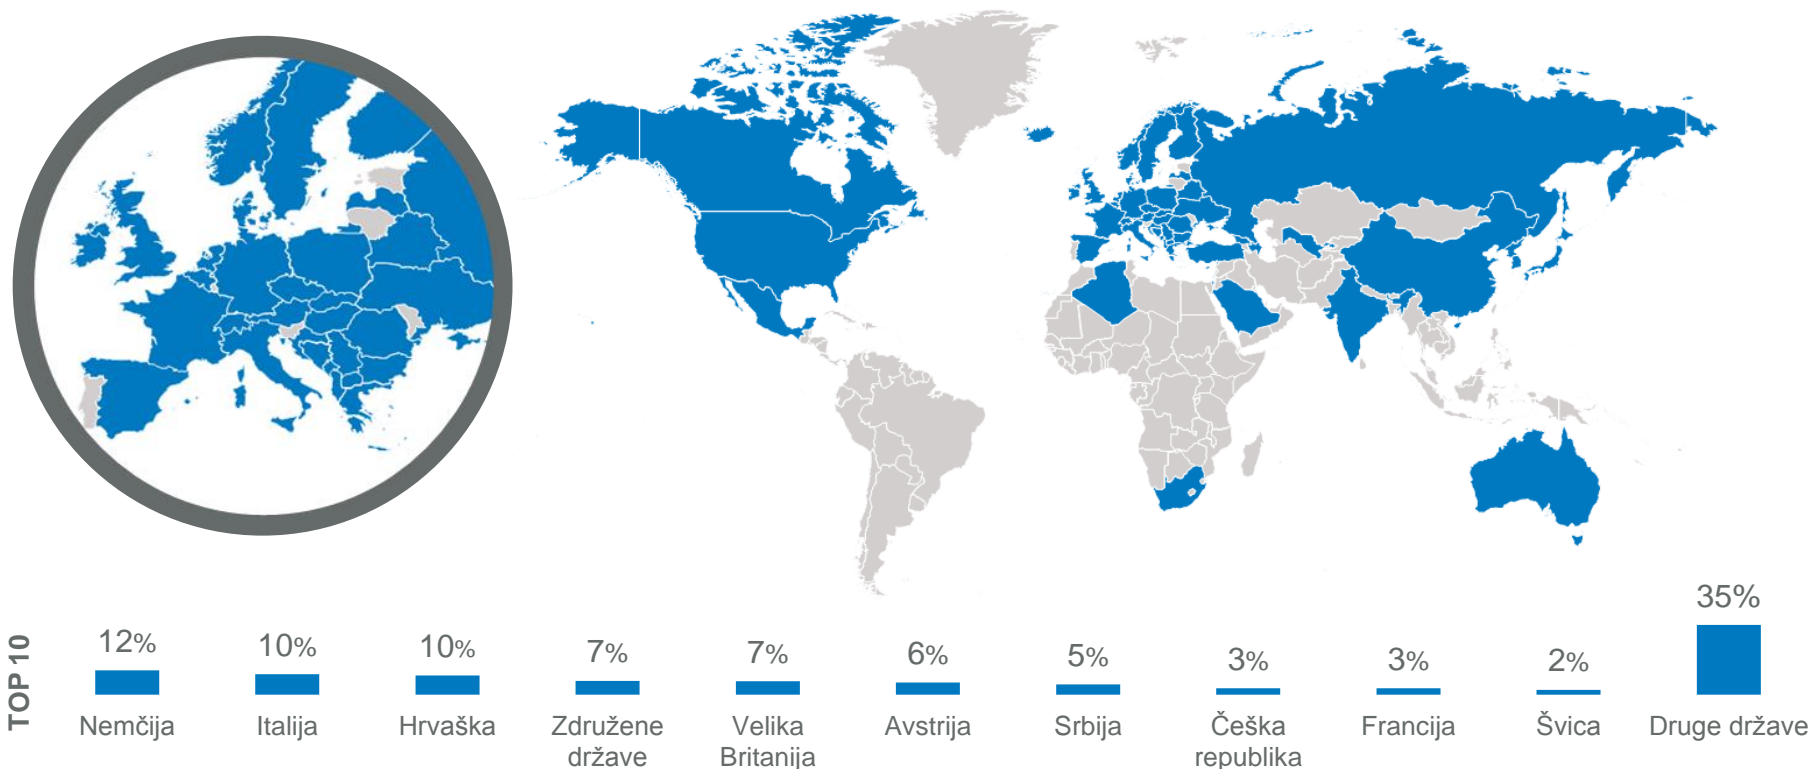 TOP 10
12%
10%
10%
7%
7%
6%
5%
3%
3%
2%
35%
Nemčija
Italija
Hrvaška
Združene
države
Velika
Britanija
Avstrija
Srbija
Češka
republika
Francija
Švica
Druge države